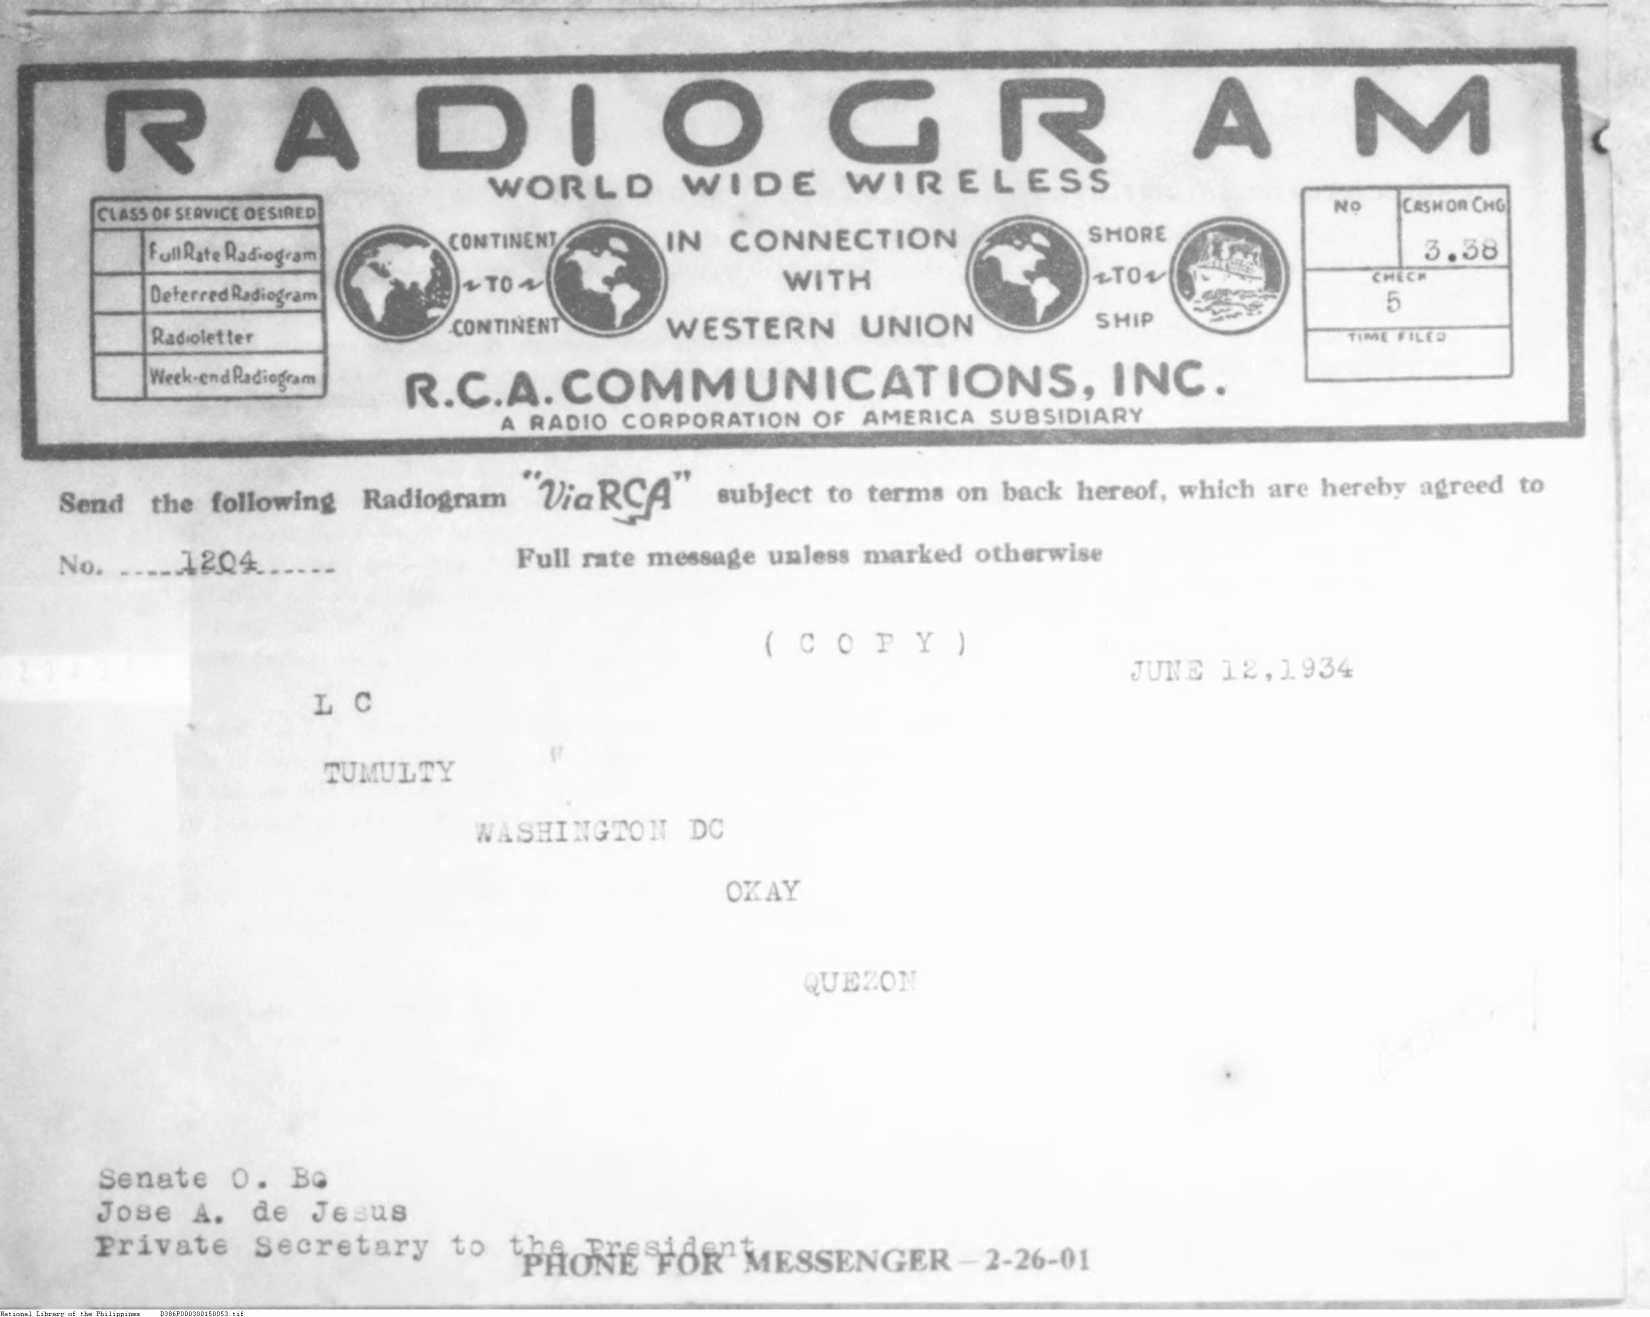 RADIOGRAM
WORLD WIDE WIRELESS
CLASS OF SERVICE DESIRED
Full Rate Radiogram
Deferred Radiogram
Radioletter
Week-end Radiogram
CONTINENT
TO
CONTINENT
IN CONNECTION
WITH
WESTERN UNION
SHORE
TO
SHIP
No
CASH OR CHG
3.38
CHECK
5
TIME FILED
R.C.A. COMMUNICATIONS, INC.
A RADIO CORPORATION OF AMERICA SUBSIDIARY
Send the following Radiogram "Via RCA" subject to terms on back hereof, which are hereby agreed to
No. 1204 Full rate message unless marked otherwise
( C O P Y )
JUNE 12,1934
L C
TUMULTY
WASHINGTON DC
OKAY
QUEZON
Senate O. B.
Jose A. de Jesus
Private Secretary to the President
PHONE FOR MESSENGER – 2-26-01
National Library of the Philippines D386P000300150053.tif